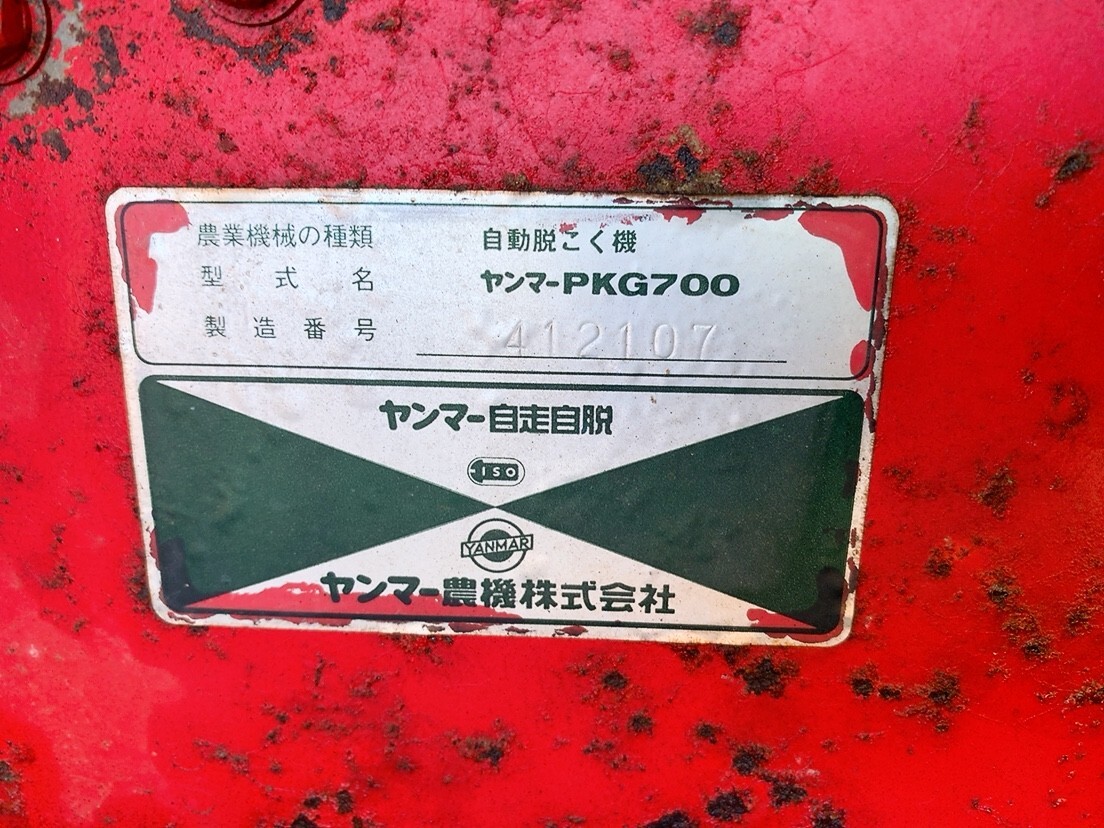 農業機械の種類 自動脱こく機
型式名 ヤンマーPKG700
製造番号 412107
ヤンマー自走自脱
ISO
YANMAR
ヤンマー農機株式会社